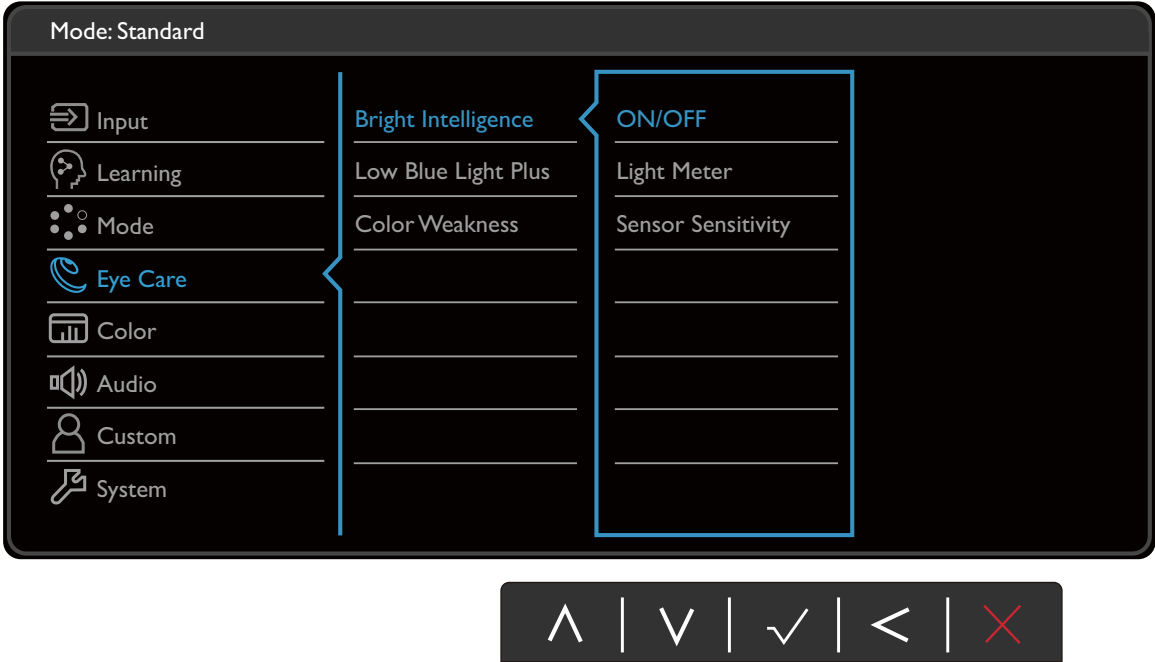 Mode: Standard
Input
Learning
Mode
Eye Care
Color
Audio
Custom
System
Bright Intelligence
Low Blue Light Plus
Color Weakness
ON/OFF
Light Meter
Sensor Sensitivity